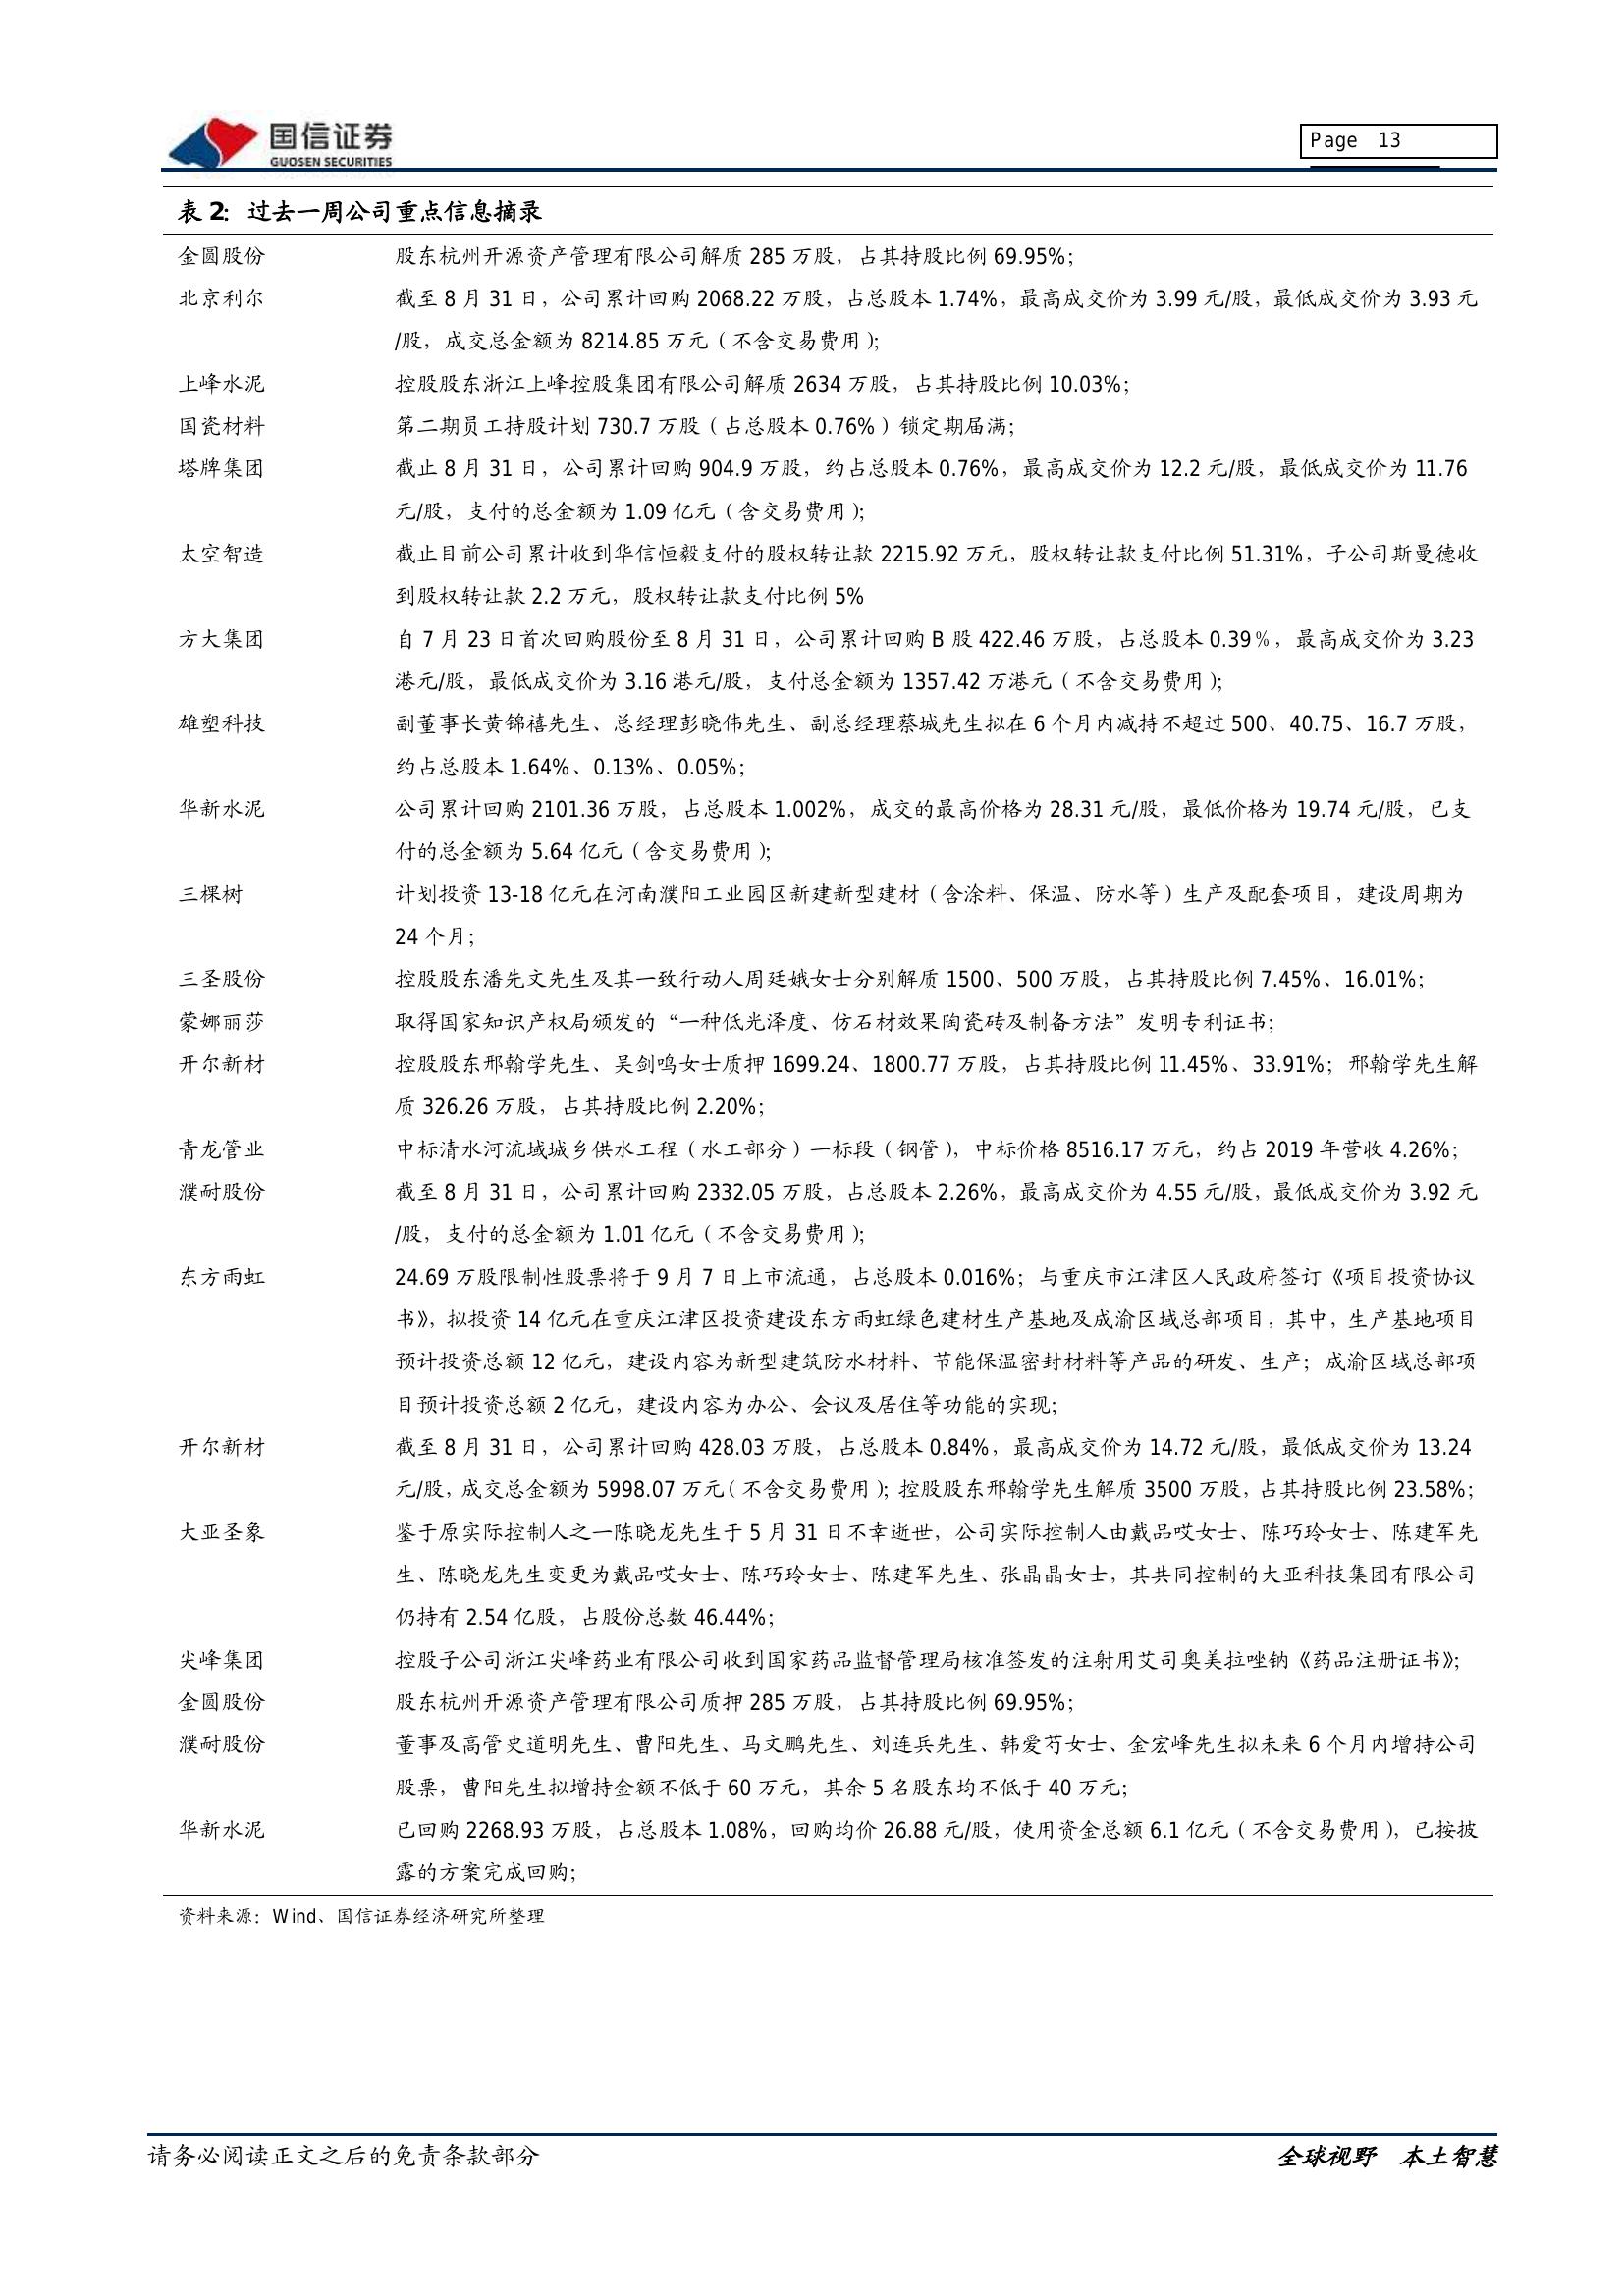 国信证券
GUOSEN SECURITIES
Page 13
表 2：过去一周公司重点信息摘录
金圆股份 股东杭州开源资产管理有限公司解质 285 万股，占其持股比例 69.95%；
北京利尔 截至 8 月 31 日，公司累计回购 2068.22 万股，占总股本 1.74%，最高成交价为 3.99 元/股，最低成交价为 3.93 元
/股，成交总金额为 8214.85 万元（不含交易费用）；
上峰水泥 控股股东浙江上峰控股集团有限公司解质 2634 万股，占其持股比例 10.03%；
国瓷材料 第二期员工持股计划 730.7 万股（占总股本 0.76%）锁定期届满；
塔牌集团 截止 8 月 31 日，公司累计回购 904.9 万股，约占总股本 0.76%，最高成交价为 12.2 元/股，最低成交价为 11.76
元/股，支付的总金额为 1.09 亿元（含交易费用）；
太空智造 截止目前公司累计收到华信恒毅支付的股权转让款 2215.92 万元，股权转让款支付比例 51.31%，子公司斯曼德收
到股权转让款 2.2 万元，股权转让款支付比例 5%
方大集团 自 7 月 23 日首次回购股份至 8 月 31 日，公司累计回购 B 股 422.46 万股，占总股本 0.39％，最高成交价为 3.23
港元/股，最低成交价为 3.16 港元/股，支付总金额为 1357.42 万港元（不含交易费用）；
雄塑科技 副董事长黄锦禧先生、总经理彭晓伟先生、副总经理蔡城先生拟在 6 个月内减持不超过 500、40.75、16.7 万股，
约占总股本 1.64%、0.13%、0.05%；
华新水泥 公司累计回购 2101.36 万股，占总股本 1.002%，成交的最高价格为 28.31 元/股，最低价格为 19.74 元/股，已支
付的总金额为 5.64 亿元（含交易费用）；
三棵树 计划投资 13-18 亿元在河南濮阳工业园区新建新型建材（含涂料、保温、防水等）生产及配套项目，建设周期为
24 个月；
三圣股份 控股股东潘先文先生及其一致行动人周廷娥女士分别解质 1500、500 万股，占其持股比例 7.45%、16.01%；
蒙娜丽莎 取得国家知识产权局颁发的“一种低光泽度、仿石材效果陶瓷砖及制备方法”发明专利证书；
开尔新材 控股股东邢翰学先生、吴剑鸣女士质押 1699.24、1800.77 万股，占其持股比例 11.45%、33.91%；邢翰学先生解
质 326.26 万股，占其持股比例 2.20%；
青龙管业 中标清水河流域城乡供水工程（水工部分）一标段（钢管），中标价格 8516.17 万元，约占 2019 年营收 4.26%；
濮耐股份 截至 8 月 31 日，公司累计回购 2332.05 万股，占总股本 2.26%，最高成交价为 4.55 元/股，最低成交价为 3.92 元
/股，支付的总金额为 1.01 亿元（不含交易费用）；
东方雨虹 24.69 万股限制性股票将于 9 月 7 日上市流通，占总股本 0.016%；与重庆市江津区人民政府签订《项目投资协议
书》，拟投资 14 亿元在重庆江津区投资建设东方雨虹绿色建材生产基地及成渝区域总部项目，其中，生产基地项目
预计投资总额 12 亿元，建设内容为新型建筑防水材料、节能保温密封材料等产品的研发、生产；成渝区域总部项
目预计投资总额 2 亿元，建设内容为办公、会议及居住等功能的实现；
开尔新材 截至 8 月 31 日，公司累计回购 428.03 万股，占总股本 0.84%，最高成交价为 14.72 元/股，最低成交价为 13.24
元/股，成交总金额为 5998.07 万元（不含交易费用）；控股股东邢翰学先生解质 3500 万股，占其持股比例 23.58%；
大亚圣象 鉴于原实际控制人之一陈晓龙先生于 5 月 31 日不幸逝世，公司实际控制人由戴品哎女士、陈巧玲女士、陈建军先
生、陈晓龙先生变更为戴品哎女士、陈巧玲女士、陈建军先生、张晶晶女士，其共同控制的大亚科技集团有限公司
仍持有 2.54 亿股，占股份总数 46.44%；
尖峰集团 控股子公司浙江尖峰药业有限公司收到国家药品监督管理局核准签发的注射用艾司奥美拉唑钠《药品注册证书》；
金圆股份 股东杭州开源资产管理有限公司质押 285 万股，占其持股比例 69.95%；
濮耐股份 董事及高管史道明先生、曹阳先生、马文鹏先生、刘连兵先生、韩爱芍女士、金宏峰先生拟未来 6 个月内增持公司
股票，曹阳先生拟增持金额不低于 60 万元，其余 5 名股东均不低于 40 万元；
华新水泥 已回购 2268.93 万股，占总股本 1.08%，回购均价 26.88 元/股，使用资金总额 6.1 亿元（不含交易费用），已按披
露的方案完成回购；
资料来源：Wind、国信证券经济研究所整理
请务必阅读正文之后的免责条款部分
全球视野 本土智慧